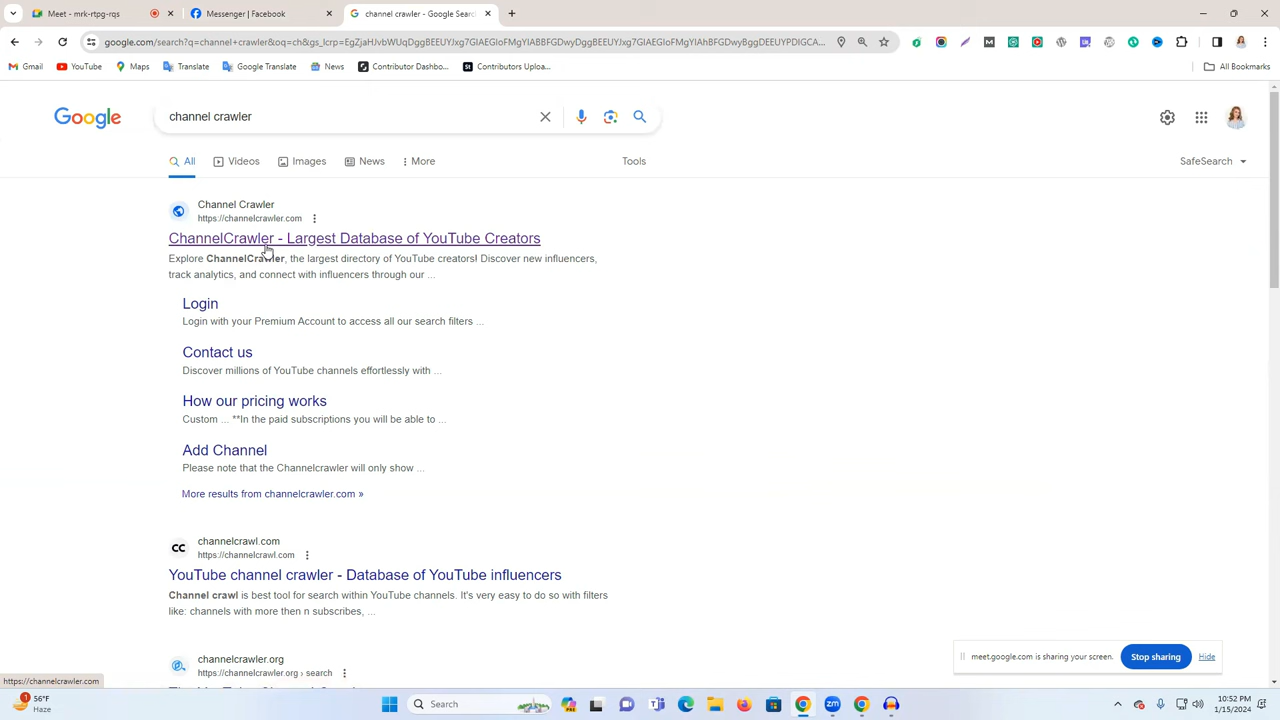 Meet - mrk-rtpg-rqs
Messenger | Facebook
channel crawler - Google Search
google.com/search?q=channel+crawler&oq=ch&gs_lcrp=
Gmail YouTube Maps Translate Google Translate News Contributor Dashbo... Contributors Uploa... All Bookmarks
Google
channel crawler
All Videos Images News More Tools SafeSearch
Channel Crawler
https://channelcrawler.com
ChannelCrawler - Largest Database of YouTube Creators
Explore ChannelCrawler, the largest directory of YouTube creators! Discover new influencers,
track analytics, and connect with influencers through our ...
Login
Login with your Premium Account to access all our search filters ...
Contact us
Discover millions of YouTube channels effortlessly with ...
How our pricing works
Custom ... **In the paid subscriptions you will be able to ...
Add Channel
Please note that the Channelcrawler will only show ...
More results from channelcrawler.com »
CC
channelcrawl.com
https://channelcrawl.com
YouTube channel crawler - Database of YouTube influencers
Channel crawl is best tool for search within YouTube channels. It's very easy to do so with filters
like: channels with more then n subscribes, ...
channelcrawler.org
https://channelcrawler.org › search
meet.google.com is sharing your screen. Stop sharing Hide
https://channelcrawler.com
1
56°F
Haze
Search
zm
10:52 PM
1/15/2024